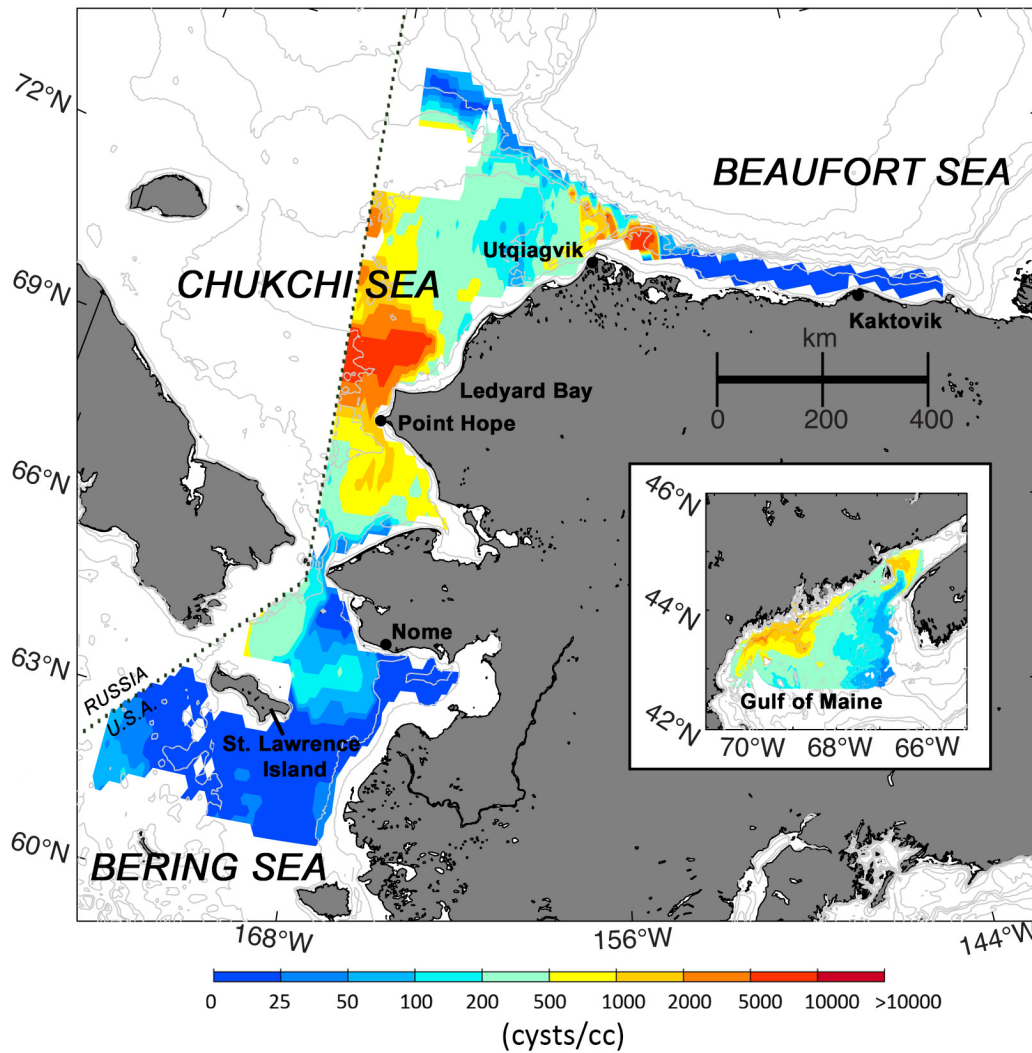 72°N
BEAUFORT SEA
Utqiagvik
CHUKCHI SEA
69°N
Kaktovik
km
Ledyard Bay
0 200 400
Point Hope
66°N
46°N
44°N
Nome
63°N
RUSSIA
U.S.A.
42°N
Gulf of Maine
70°W 68°W 66°W
St. Lawrence
Island
60°N
BERING SEA
168°W 156°W 144°W
0 25 50 100 200 500 1000 2000 5000 10000 >10000
(cysts/cc)